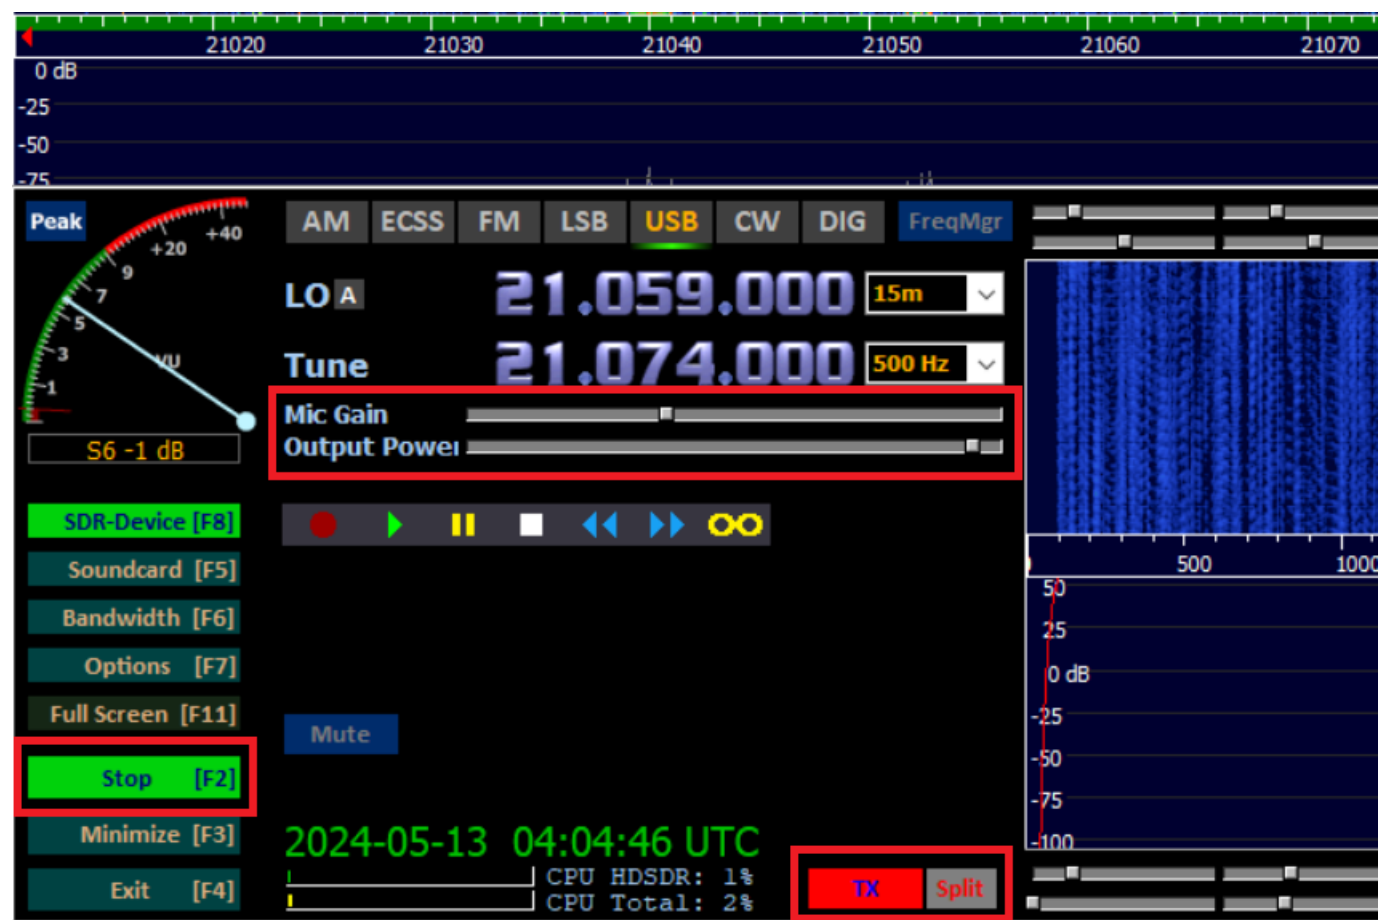 21020 21030 21040 21050 21060 21070
0 dB
-25
-50
-75
Peak
1 3 5 7 9 +20 +40
VU
S6 -1 dB
AM ECSS FM LSB USB CW DIG FreqMgr
LO A 21.059.000 15m
Tune 21.074.000 500 Hz
Mic Gain
Output Power
SDR-Device [F8]
Soundcard [F5]
Bandwidth [F6]
Options [F7]
Full Screen [F11]
Stop [F2]
Minimize [F3]
Exit [F4]
Mute
2024-05-13 04:04:46 UTC
CPU HDSDR: 1%
CPU Total: 2%
TX Split
500 1000
50
25
0 dB
-25
-50
-75
-100